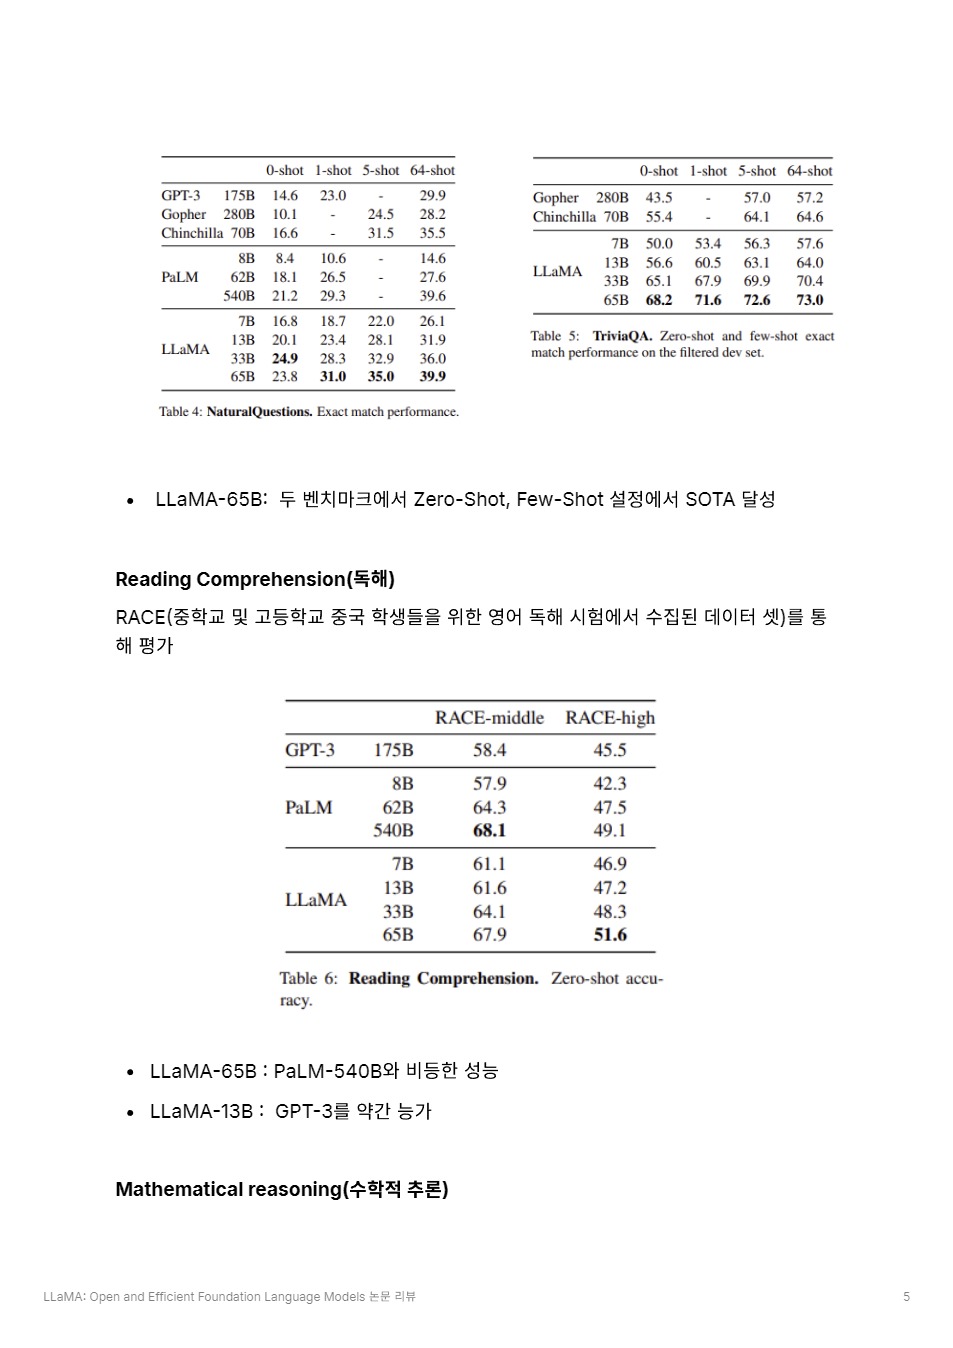 0-shot 1-shot 5-shot 64-shot
GPT-3 175B 14.6 23.0 - 29.9
Gopher 280B 10.1 - 24.5 28.2
Chinchilla 70B 16.6 - 31.5 35.5
8B 8.4 10.6 - 14.6
PaLM 62B 18.1 26.5 - 27.6
540B 21.2 29.3 - 39.6
7B 16.8 18.7 22.0 26.1
13B 20.1 23.4 28.1 31.9
LLaMA
33B 24.9 28.3 32.9 36.0
65B 23.8 31.0 35.0 39.9
Table 4: NaturalQuestions. Exact match performance.
0-shot 1-shot 5-shot 64-shot
Gopher 280B 43.5 - 57.0 57.2
Chinchilla 70B 55.4 - 64.1 64.6
7B 50.0 53.4 56.3 57.6
13B 56.6 60.5 63.1 64.0
LLaMA
33B 65.1 67.9 69.9 70.4
65B 68.2 71.6 72.6 73.0
Table 5: TriviaQA. Zero-shot and few-shot exact
match performance on the filtered dev set.
• LLaMA-65B: 두 벤치마크에서 Zero-Shot, Few-Shot 설정에서 SOTA 달성
Reading Comprehension(독해)
RACE(중학교 및 고등학교 중국 학생들을 위한 영어 독해 시험에서 수집된 데이터 셋)를 통
해 평가
RACE-middle RACE-high
GPT-3 175B 58.4 45.5
8B 57.9 42.3
PaLM 62B 64.3 47.5
540B 68.1 49.1
7B 61.1 46.9
13B 61.6 47.2
LLaMA
33B 64.1 48.3
65B 67.9 51.6
Table 6: Reading Comprehension. Zero-shot accu-
racy.
• LLaMA-65B : PaLM-540B와 비등한 성능
• LLaMA-13B : GPT-3를 약간 능가
Mathematical reasoning(수학적 추론)
LLaMA: Open and Efficient Foundation Language Models 논문 리뷰 5